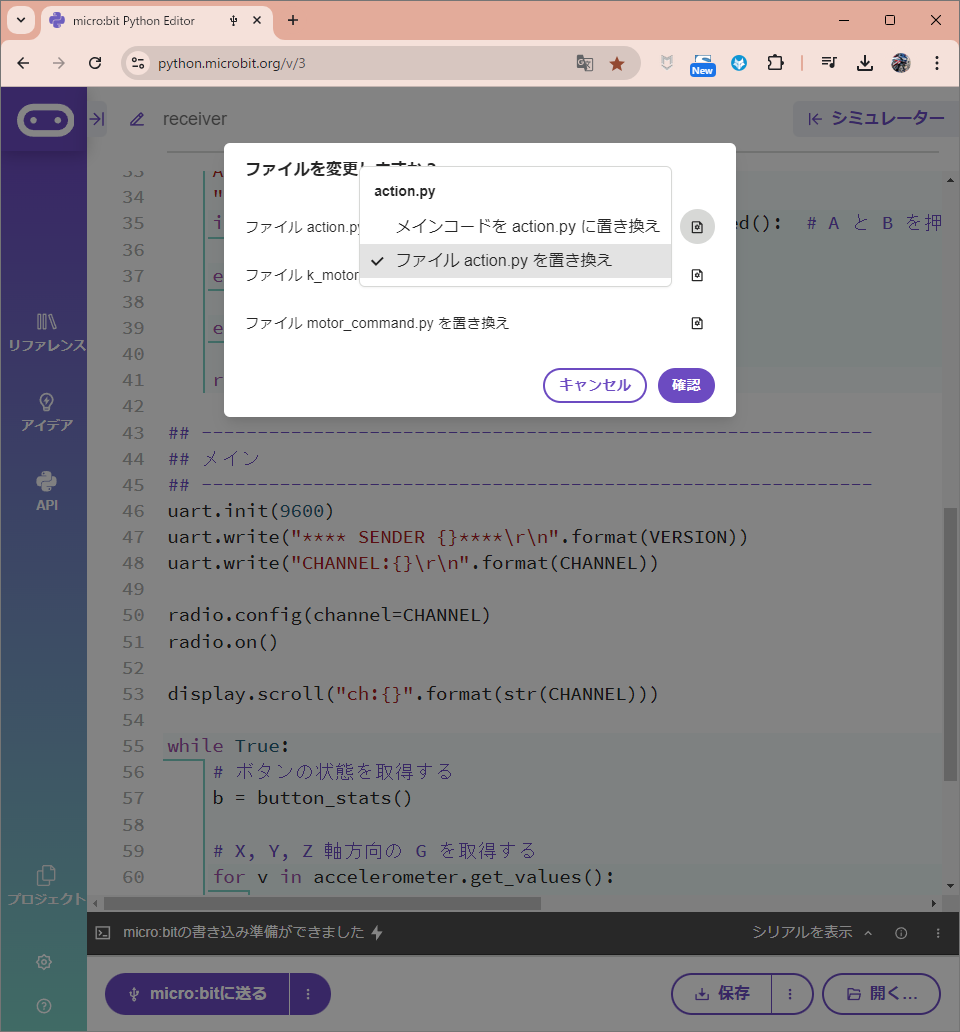 micro:bit Python Editor
python.microbit.org/v/3
New
receiver
シミュレーター
ファイルを変更しますか？
action.py
ファイル action.py
メインコードを action.py に置き換え
ファイル action.py を置き換え
ファイル k_motor
ファイル motor_command.py を置き換え
キャンセル
確認
リファレンス
アイデア
API
プロジェクト
33 A
34 "
35 i ed(): # A と B を押
36
37 e
38
39 e
40
41 r
42
43 ## ------------------------------------------------------------
44 ## メイン
45 ## ------------------------------------------------------------
46 uart.init(9600)
47 uart.write("**** SENDER {}****\r\n".format(VERSION))
48 uart.write("CHANNEL:{}\r\n".format(CHANNEL))
49
50 radio.config(channel=CHANNEL)
51 radio.on()
52
53 display.scroll("ch:{}".format(str(CHANNEL)))
54
55 while True:
56 # ボタンの状態を取得する
57 b = button_stats()
58
59 # X, Y, Z 軸方向の G を取得する
60 for v in accelerometer.get_values():
micro:bitの書き込み準備ができました
シリアルを表示
micro:bitに送る
保存
開く...